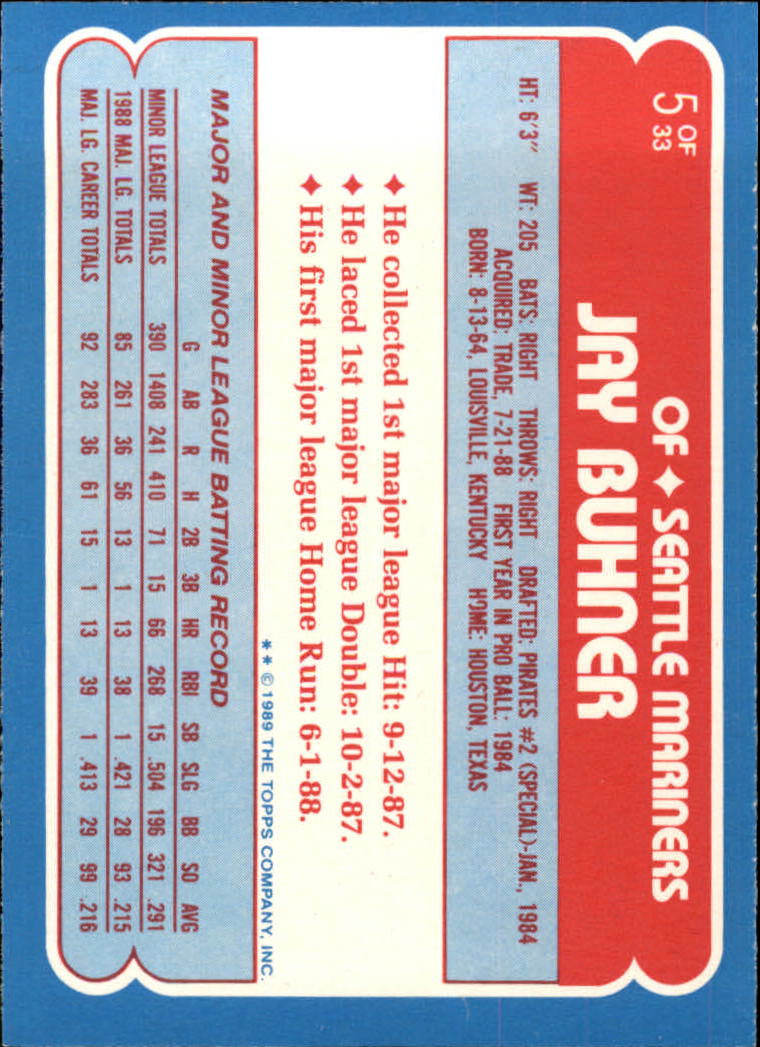 5 OF 33
OF ✦ SEATTLE MARINERS
JAY BUHNER
HT: 6'3" WT: 205 BATS: RIGHT THROWS: RIGHT DRAFTED: PIRATES #2 (SPECIAL)-JAN., 1984
ACQUIRED: TRADE, 7-21-88 FIRST YEAR IN PRO BALL: 1984
BORN: 8-13-64, LOUISVILLE, KENTUCKY HOME: HOUSTON, TEXAS
✦ He collected 1st major league Hit: 9-12-87.
✦ He laced 1st major league Double: 10-2-87.
✦ His first major league Home Run: 6-1-88.
** © 1989 THE TOPPS COMPANY, INC.
MAJOR AND MINOR LEAGUE BATTING RECORD
G AB R H 2B 3B HR RBI SB SLG BB SO AVG
MINOR LEAGUE TOTALS 390 1408 241 410 71 15 66 268 15 .504 196 321 .291
1988 MAJ. LG. TOTALS 85 261 36 56 13 1 13 38 1 .421 28 93 .215
MAJ. LG. CAREER TOTALS 92 283 36 61 15 1 13 39 1 .413 29 99 .216